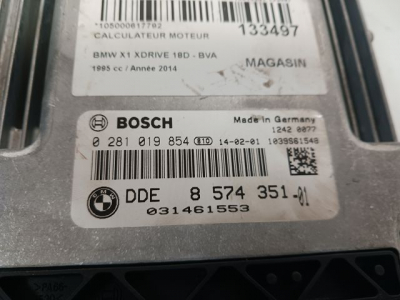 *105000617792
133497
CALCULATEUR MOTEUR
BMW X1 XDRIVE 18D - BVA
MAGASIN
1995 cc / Année 2014
BOSCH
Made in Germany
1242 0077
0 281 019 854 E10 14-02-01 1039S61548
DDE 8 574 351-01
031461553